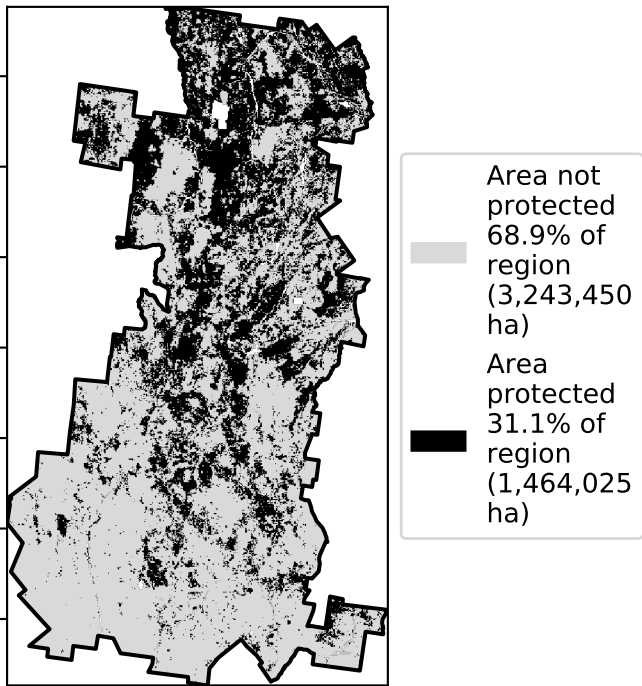 Area not
protected
68.9% of
region
(3,243,450
ha)
Area
protected
31.1% of
region
(1,464,025
ha)